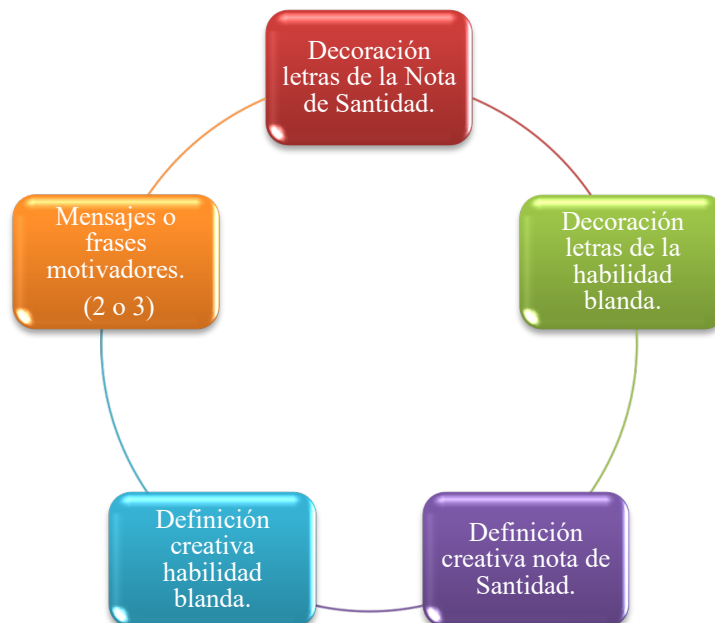 Decoración
letras de la Nota
de Santidad.
Decoración
letras de la
habilidad
blanda.
Definición
creativa nota de
Santidad.
Definición
creativa
habilidad
blanda.
Mensajes o
frases
motivadores.
(2 o 3)